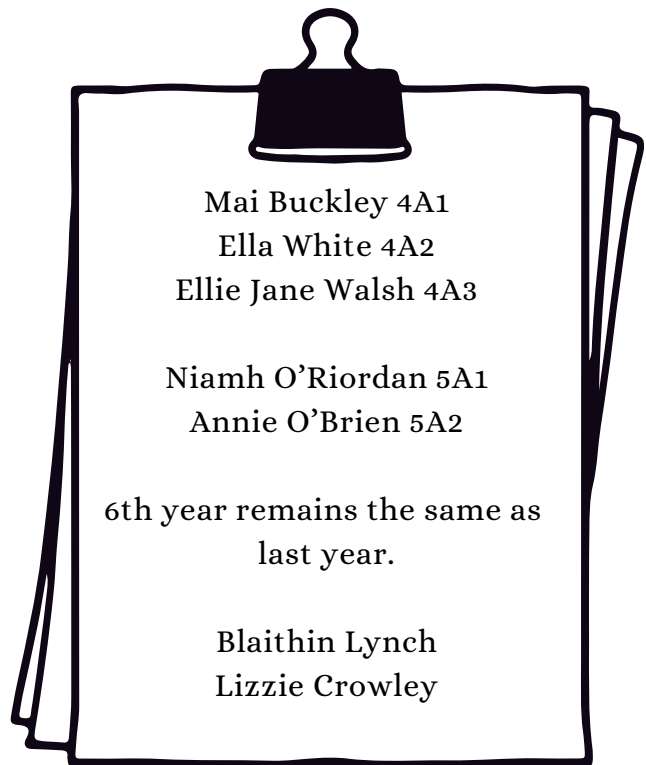 Mai Buckley 4A1
Ella White 4A2
Ellie Jane Walsh 4A3
Niamh O’Riordan 5A1
Annie O’Brien 5A2
6th year remains the same as
last year.
Blaithin Lynch
Lizzie Crowley